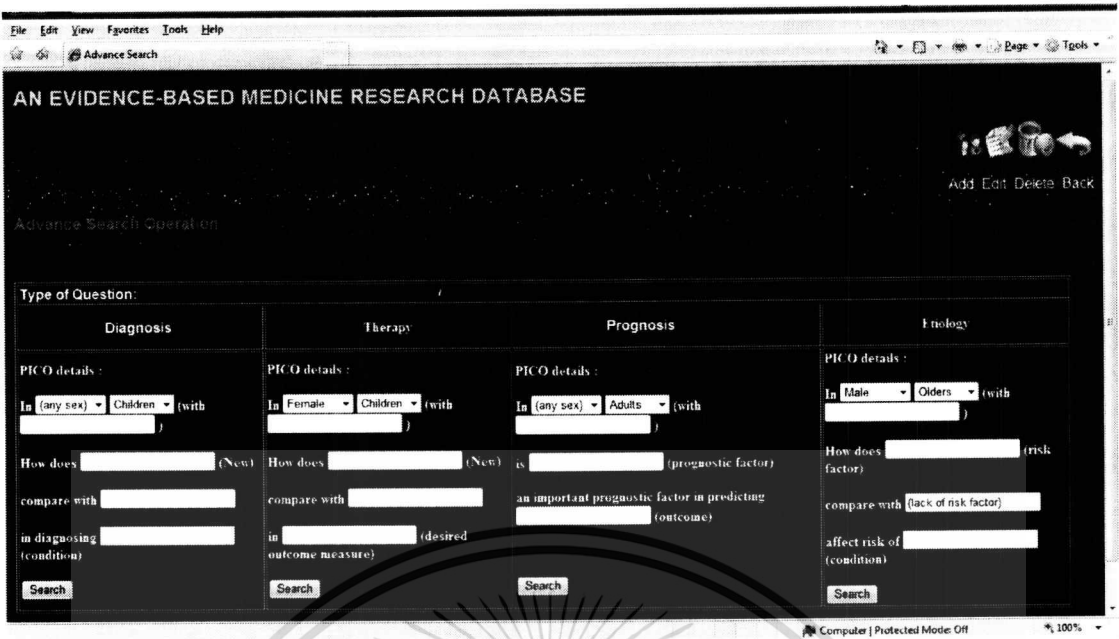 File Edit View Favorites Tools Help
Advance Search
Page Tools
AN EVIDENCE-BASED MEDICINE RESEARCH DATABASE
Add Edit Delete Back
Advance Search Operation
Type of Question:
Diagnosis
PICO details :
In (any sex) Children (with
)
How does (New)
compare with
in diagnosing
(condition)
Search
Therapy
PICO details :
In Female Children (with
)
How does (New)
compare with
in (desired
outcome measure)
Search
Prognosis
PICO details :
In (any sex) Adults (with
)
is (prognostic factor)
an important prognostic factor in predicting
(outcome)
Search
Etiology
PICO details :
In Male Olders (with
)
How does (risk
factor)
compare with (lack of risk factor)
affect risk of
(condition)
Search
Computer | Protected Mode: Off 100%